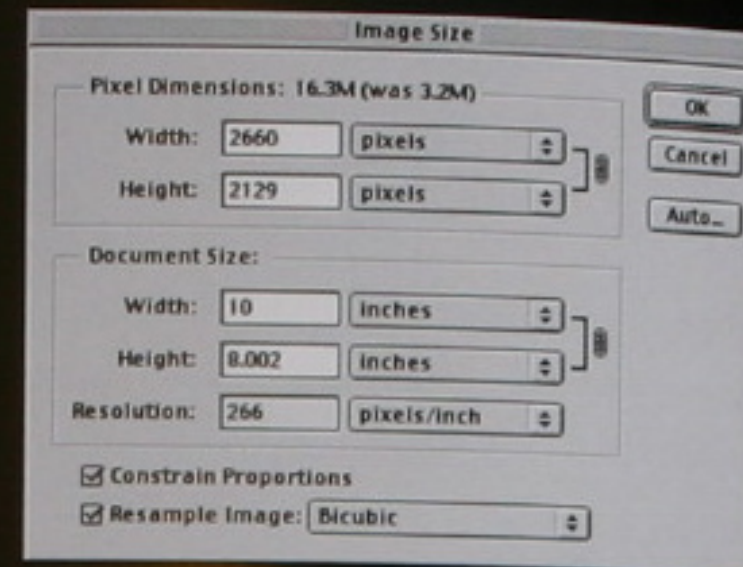 Image Size
Pixel Dimensions: 16.3M (was 3.2M)
Width: 2660 pixels
Height: 2129 pixels
OK
Cancel
Auto...
Document Size:
Width: 10 inches
Height: 8.002 inches
Resolution: 266 pixels/inch
Constrain Proportions
Resample Image: Bicubic